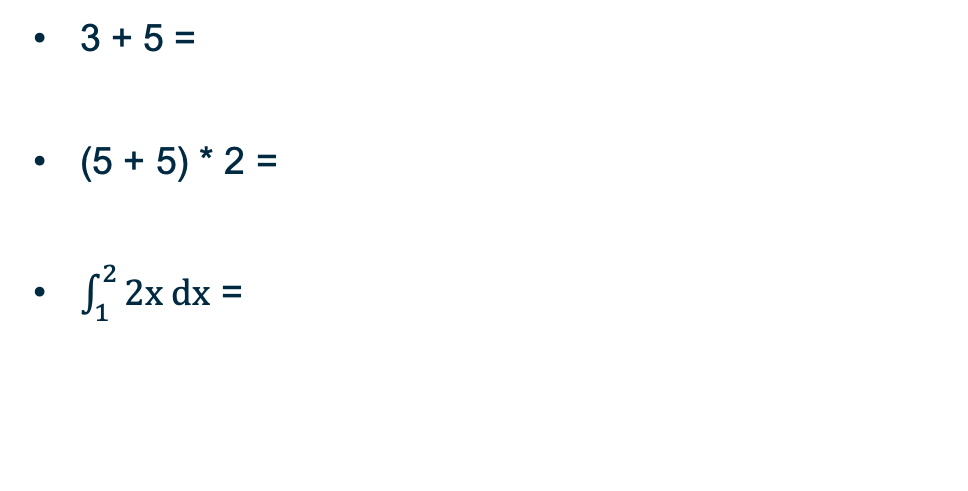 • 3 + 5 =
• (5 + 5) * 2 =
• ∫₁² 2x dx =